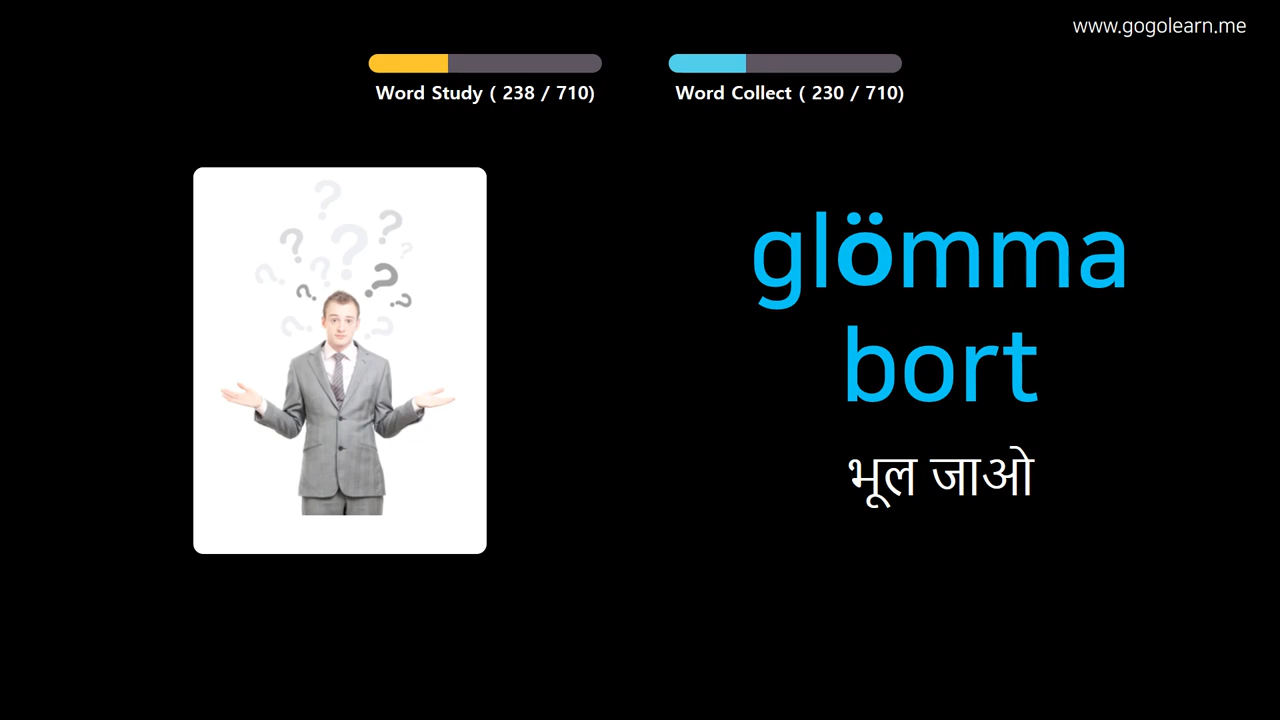 www.gogolearn.me
Word Study ( 238 / 710)
Word Collect ( 230 / 710)
glömma
bort
भूल जाओ